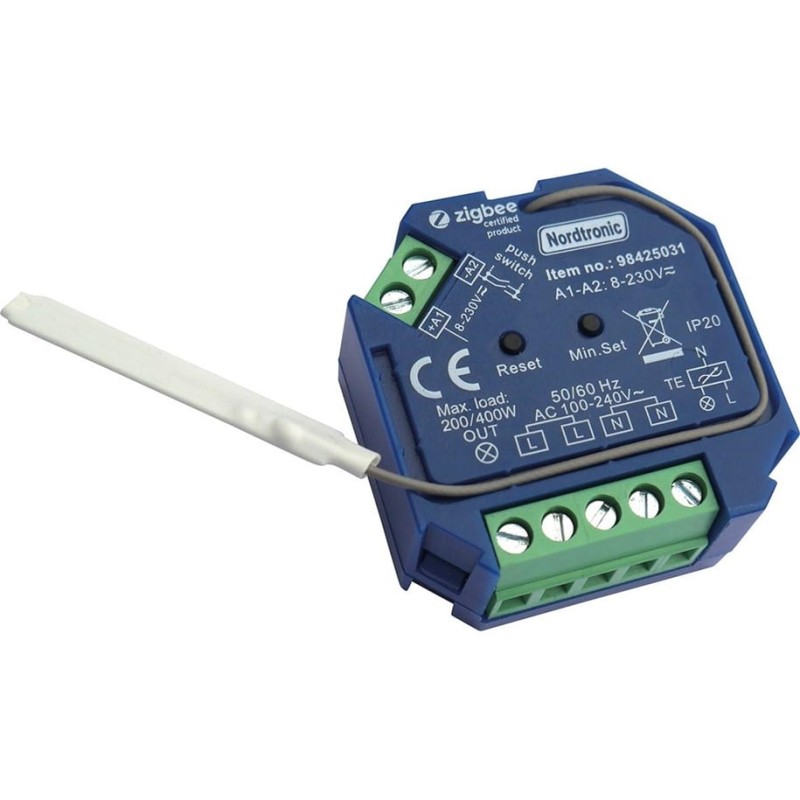 zigbee
certified
product
Nordtronic
Item no.: 98425031
A1-A2: 8-230V
push
switch
-A2
8-230V
+A1
Reset
Min.Set
IP20
CE
Max. load:
200/400W
OUT
50/60 Hz
AC 100-240V~
L L N N
N
TE
L